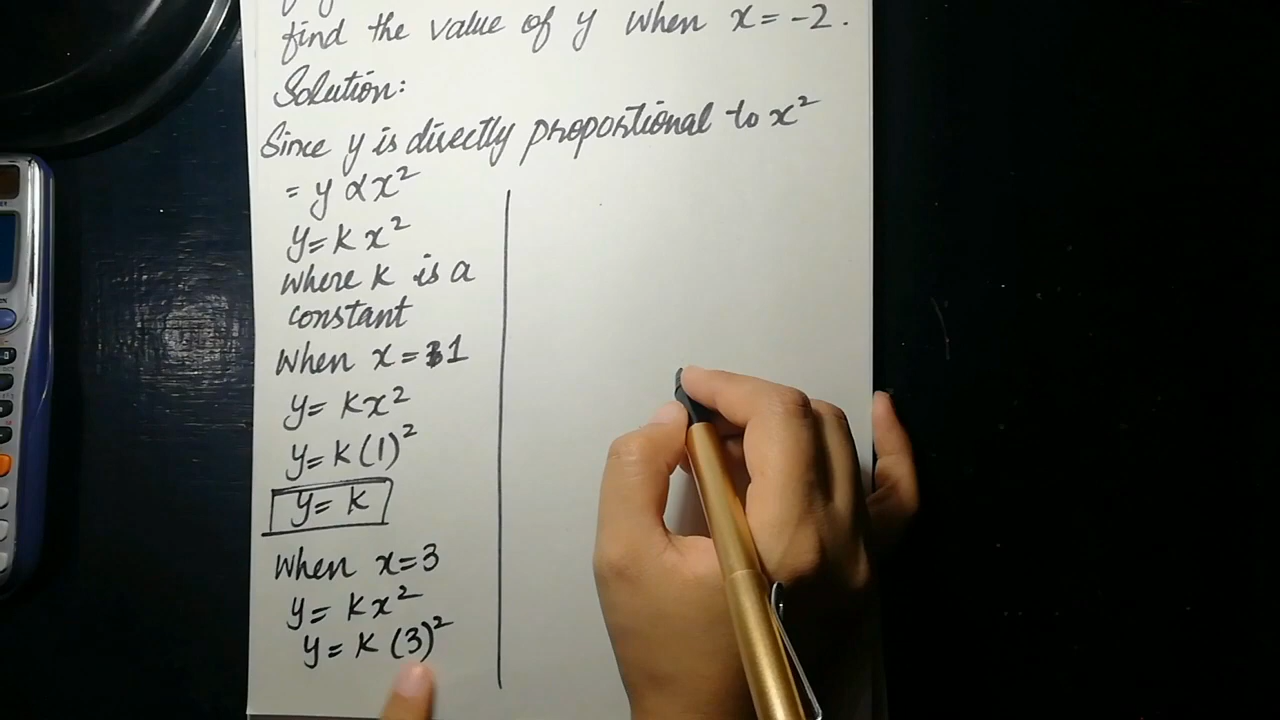 find the value of y when x = -2.
Solution:
Since y is directly proportional to x²
= y ∝ x²
y = k x²
where k is a
constant
when x = 1
y = kx²
y = k (1)²
y = k
when x = 3
y = kx²
y = k (3)²